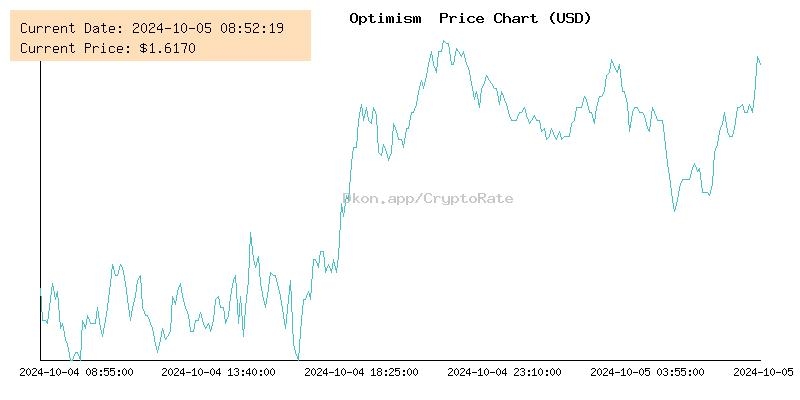 Optimism  Price Chart (USD)
Current Date: 2024-10-05 08:52:19
Current Price: $1.6170
Dkon.app/CryptoRate
2024-10-04 08:55:00 2024-10-04 13:40:00 2024-10-04 18:25:00 2024-10-04 23:10:00 2024-10-05 03:55:00 2024-10-05